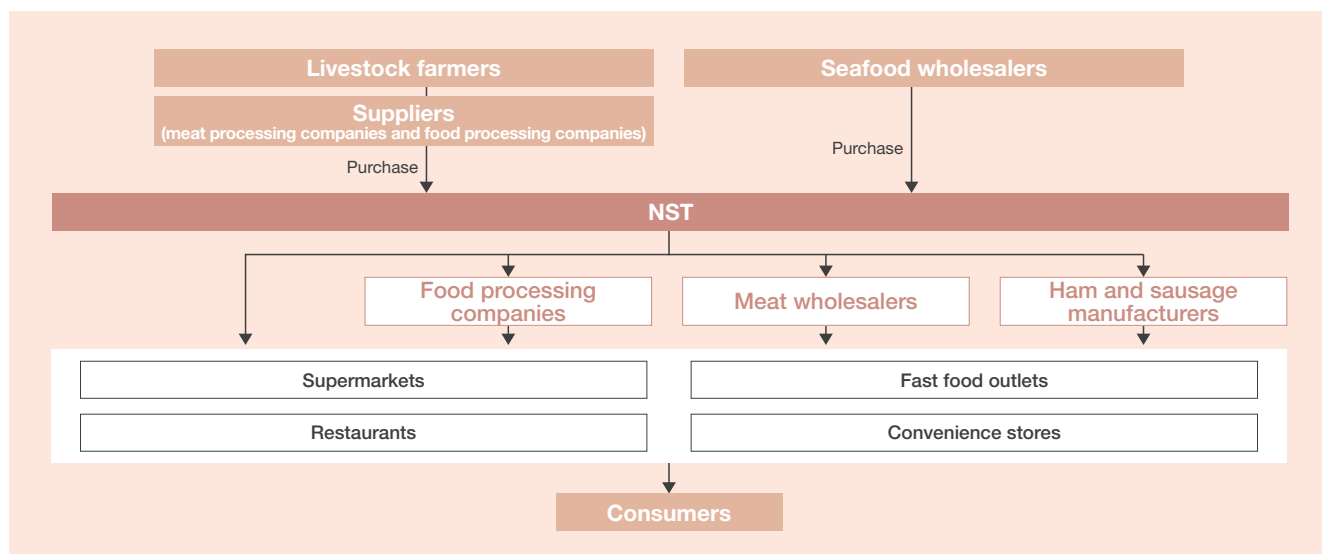 Livestock farmers
Seafood wholesalers
Suppliers
(meat processing companies and food processing companies)
Purchase
Purchase
NST
Food processing
companies
Meat wholesalers
Ham and sausage
manufacturers
Supermarkets
Fast food outlets
Restaurants
Convenience stores
Consumers